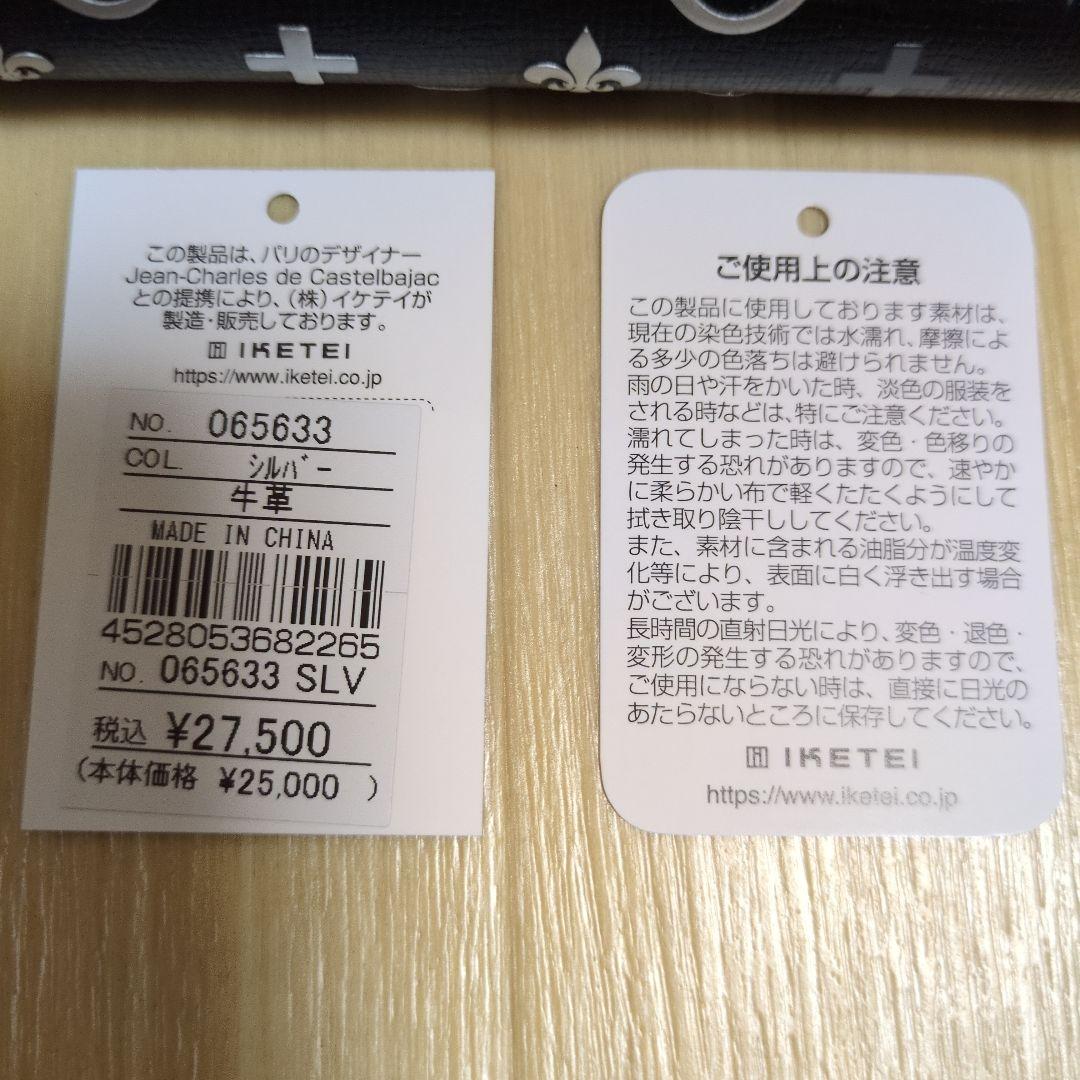 この製品は、パリのデザイナー
Jean-Charles de Castelbajac
との提携により、(株)イケテイが
製造・販売しております。
IKETEI
https://www.iketei.co.jp
NO. 065633
COL. シルバー
牛革
MADE IN CHINA
4528053682265
NO. 065633 SLV
税込 ¥27,500
(本体価格 ¥25,000 )
ご使用上の注意
この製品に使用しております素材は、
現在の染色技術では水濡れ、摩擦によ
る多少の色落ちは避けられません。
雨の日や汗をかいた時、淡色の服装を
される時などは、特にご注意ください。
濡れてしまった時は、変色・色移りの
発生する恐れがありますので、速やか
に柔らかい布で軽くたたくようにして
拭き取り陰干ししてください。
また、素材に含まれる油脂分が温度変
化等により、表面に白く浮き出す場合
がございます。
長時間の直射日光により、変色・退色・
変形の発生する恐れがありますので、
ご使用にならない時は、直接に日光の
あたらないところに保存してください。
IKETEI
https://www.iketei.co.jp